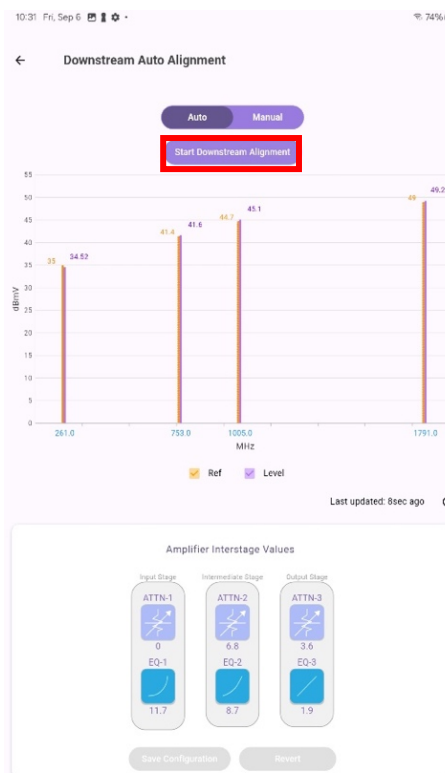 10:31 Fri, Sep 6
74%
Downstream Auto Alignment
Auto Manual
Start Downstream Alignment
55
50
45
40
35
30
25
20
15
10
5
0
dBmV
35 34.52
41.4 41.6
44.7 45.1
49 49.2
261.0 753.0 1005.0 1791.0
MHz
Ref Level
Last updated: 8sec ago
Amplifier Interstage Values
Input Stage Intermediate Stage Output Stage
ATTN-1 ATTN-2 ATTN-3
0 6.8 3.6
EQ-1 EQ-2 EQ-3
11.7 8.7 1.9
Save Configuration Revert